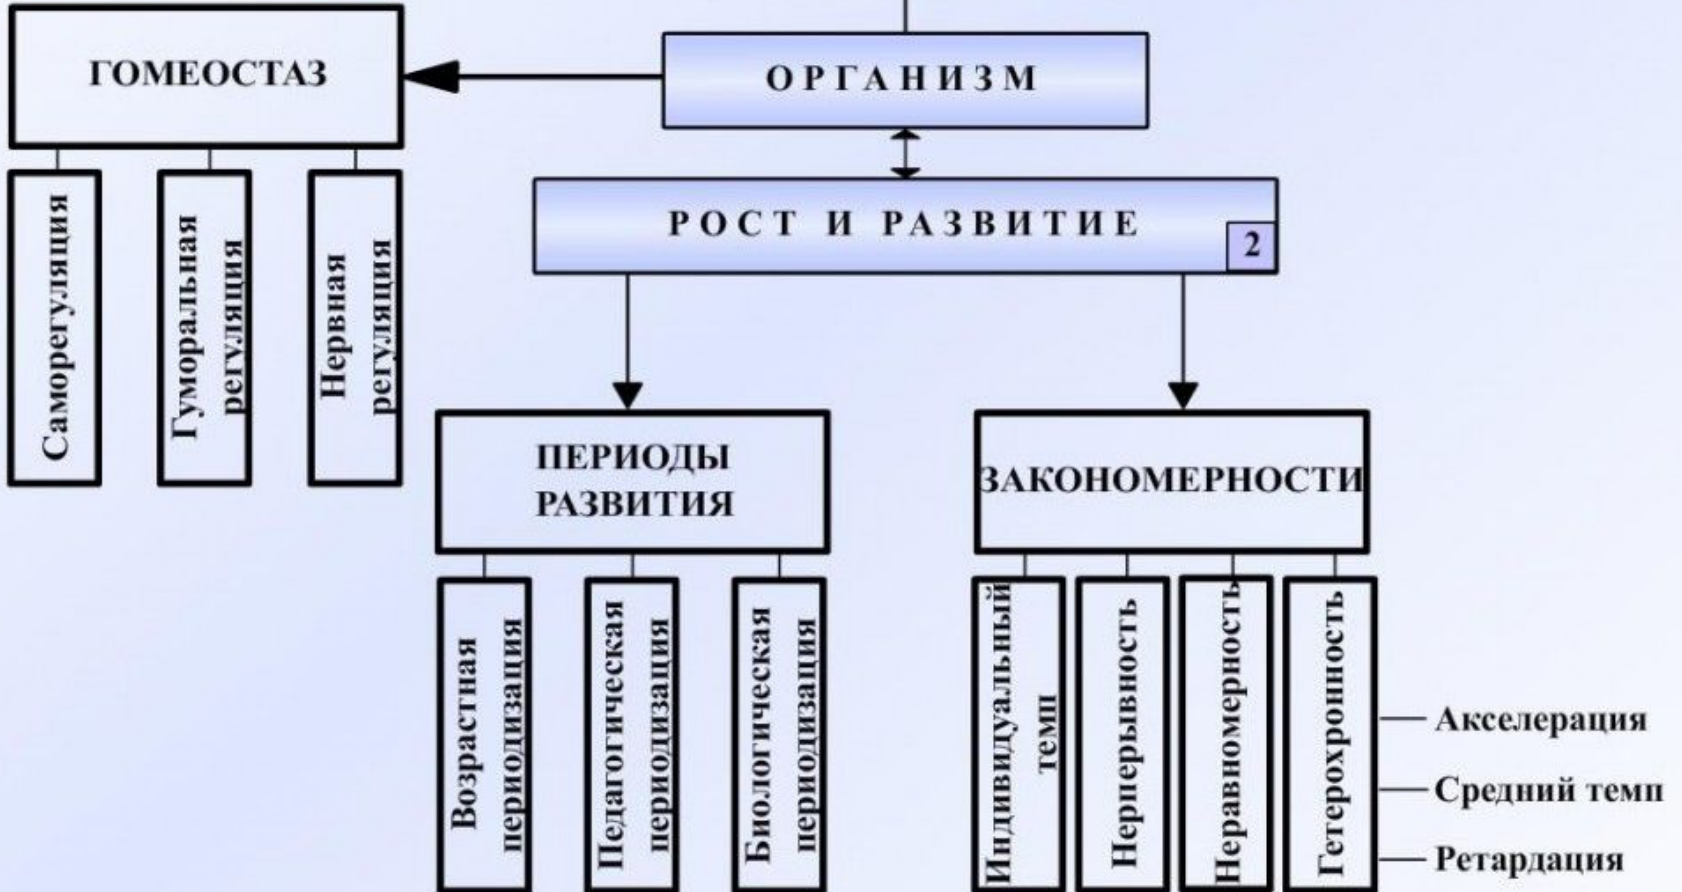 ГОМЕОСТАЗ
ОРГАНИЗМ
Саморегуляция
Гуморальная
регуляция
Нервная
регуляция
РОСТ И РАЗВИТИЕ
2
ПЕРИОДЫ
РАЗВИТИЯ
ЗАКОНОМЕРНОСТИ
Возрастная
периодизация
Педагогическая
периодизация
Биологическая
периодизация
Индивидуальный
темп
Нерперывность
Неравномерность
Гетерохронность
Акселерация
Средний темп
Ретардация